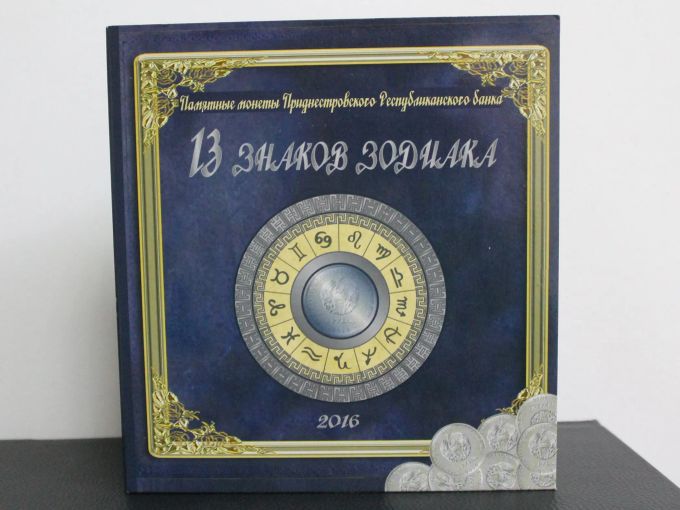 Памятные монеты Приднестровского Республиканского банка
13 ЗНАКОВ ЗОДИАКА
2016